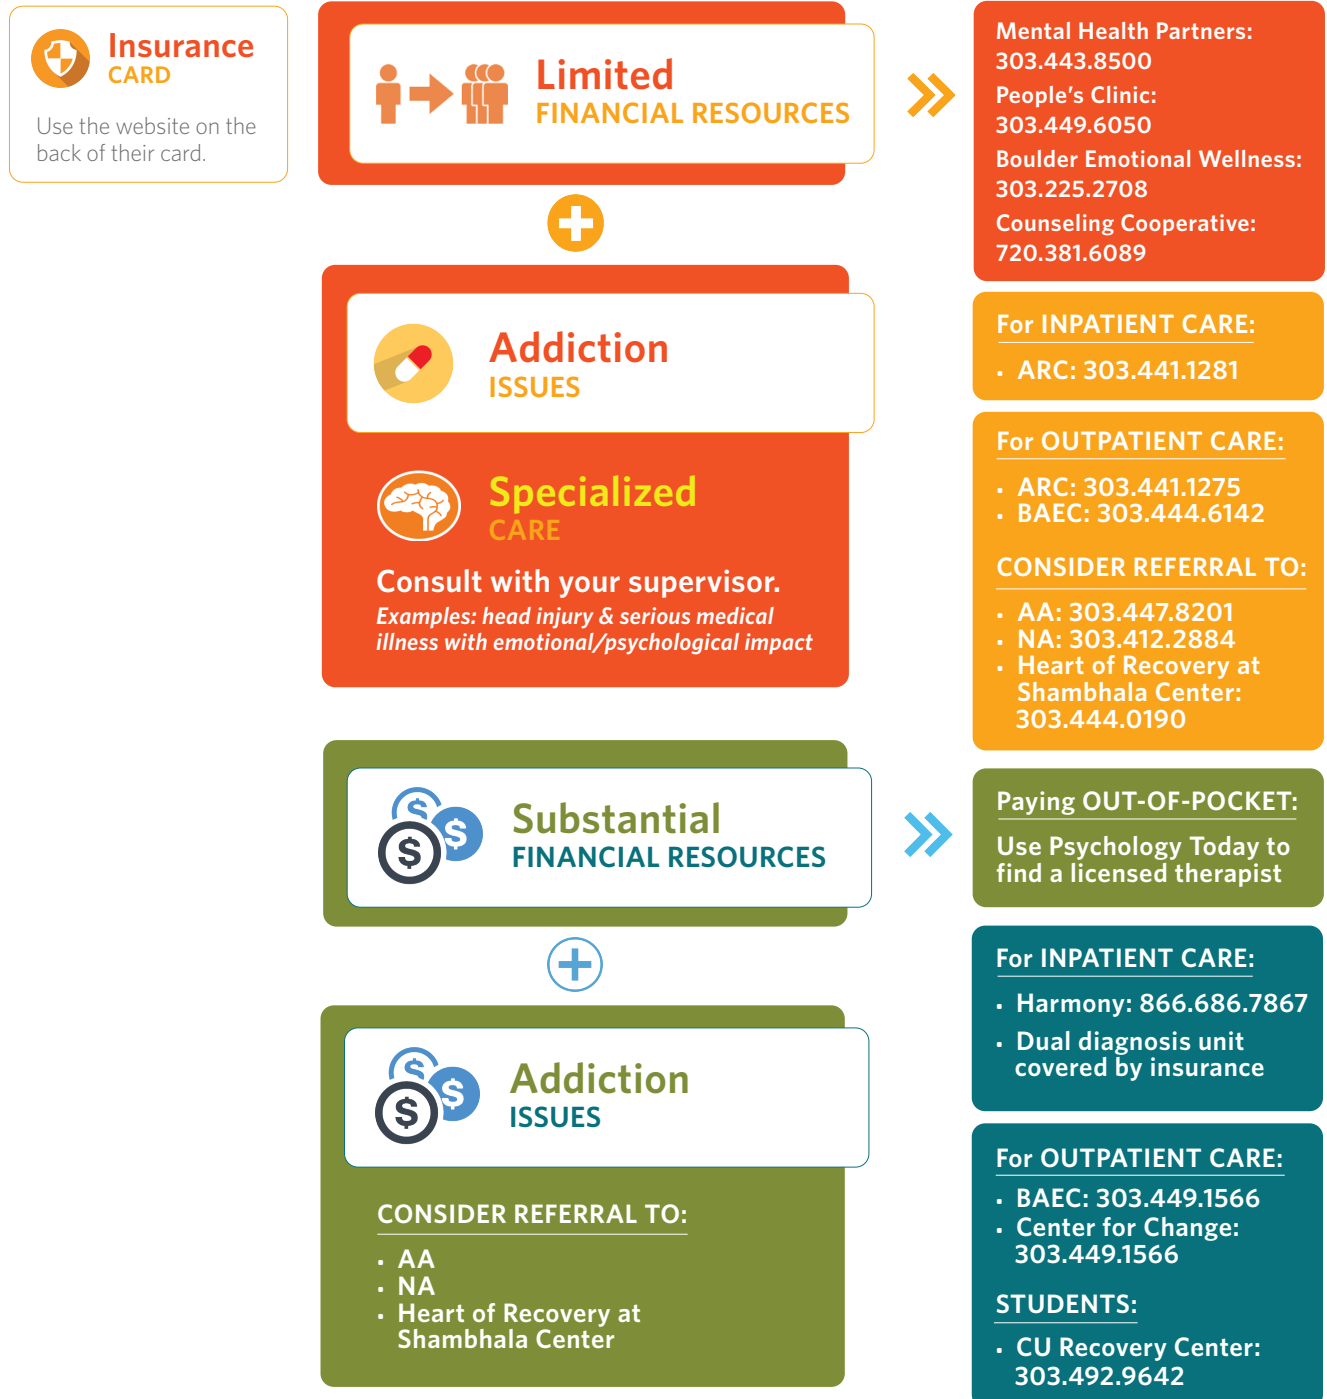 Insurance
CARD
Use the website on the
back of their card.
Limited
FINANCIAL RESOURCES
Mental Health Partners:
303.443.8500
People's Clinic:
303.449.6050
Boulder Emotional Wellness:
303.225.2708
Counseling Cooperative:
720.381.6089
Addiction
ISSUES
Specialized
CARE
Consult with your supervisor.
Examples: head injury & serious medical
illness with emotional/psychological impact
For INPATIENT CARE:
• ARC: 303.441.1281
For OUTPATIENT CARE:
• ARC: 303.441.1275
• BAEC: 303.444.6142
CONSIDER REFERRAL TO:
• AA: 303.447.8201
• NA: 303.412.2884
• Heart of Recovery at
Shambhala Center:
303.444.0190
$
$
$
Substantial
FINANCIAL RESOURCES
Paying OUT-OF-POCKET:
Use Psychology Today to
find a licensed therapist
$
$
$
Addiction
ISSUES
CONSIDER REFERRAL TO:
• AA
• NA
• Heart of Recovery at
Shambhala Center
For INPATIENT CARE:
• Harmony: 866.686.7867
• Dual diagnosis unit
covered by insurance
For OUTPATIENT CARE:
• BAEC: 303.449.1566
• Center for Change:
303.449.1566
STUDENTS:
• CU Recovery Center:
303.492.9642